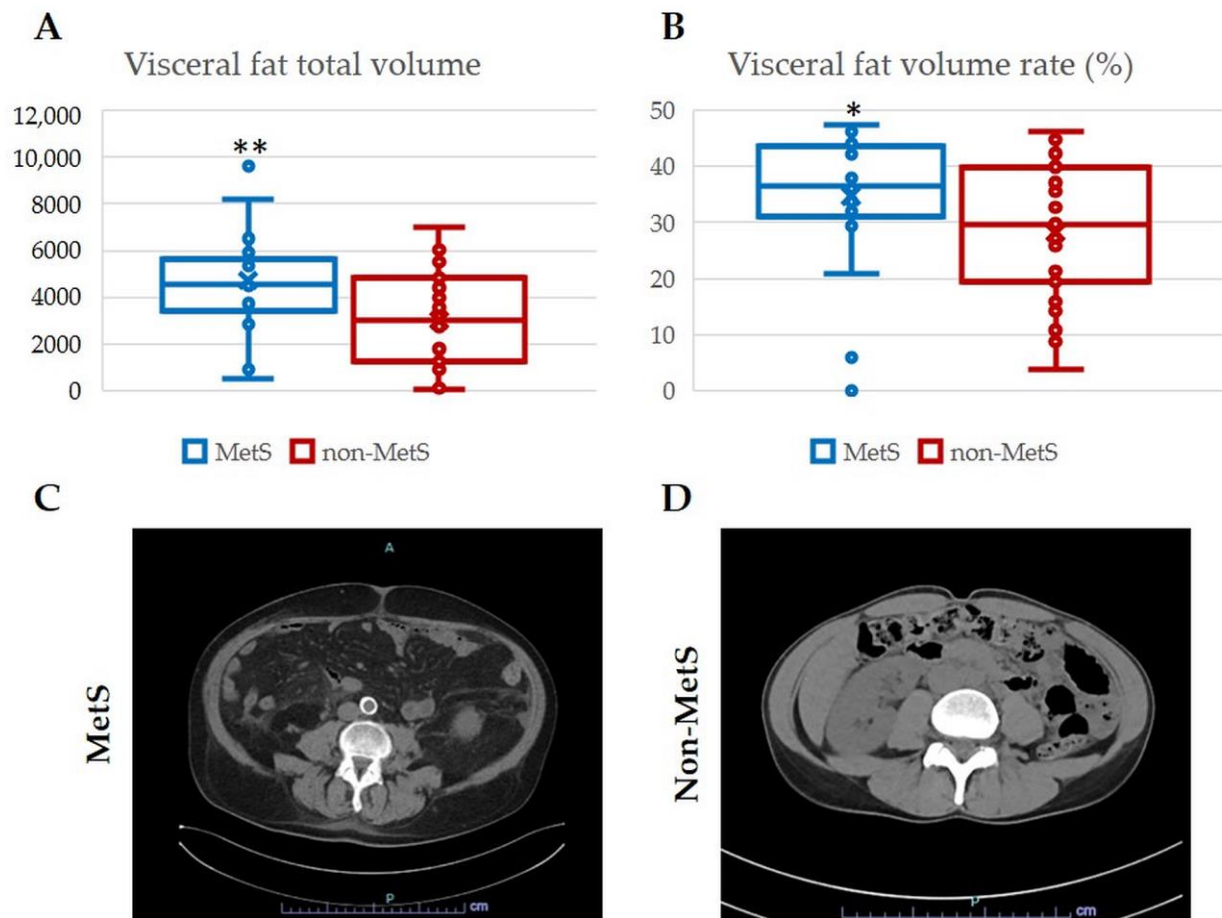 A
B
Visceral fat total volume
Visceral fat volume rate (%)
**
*
12,000
10,000
8000
6000
4000
2000
0
50
40
30
20
10
0
MetS non-MetS
MetS non-MetS
C
D
MetS
A
P
cm
Non-MetS
P
cm